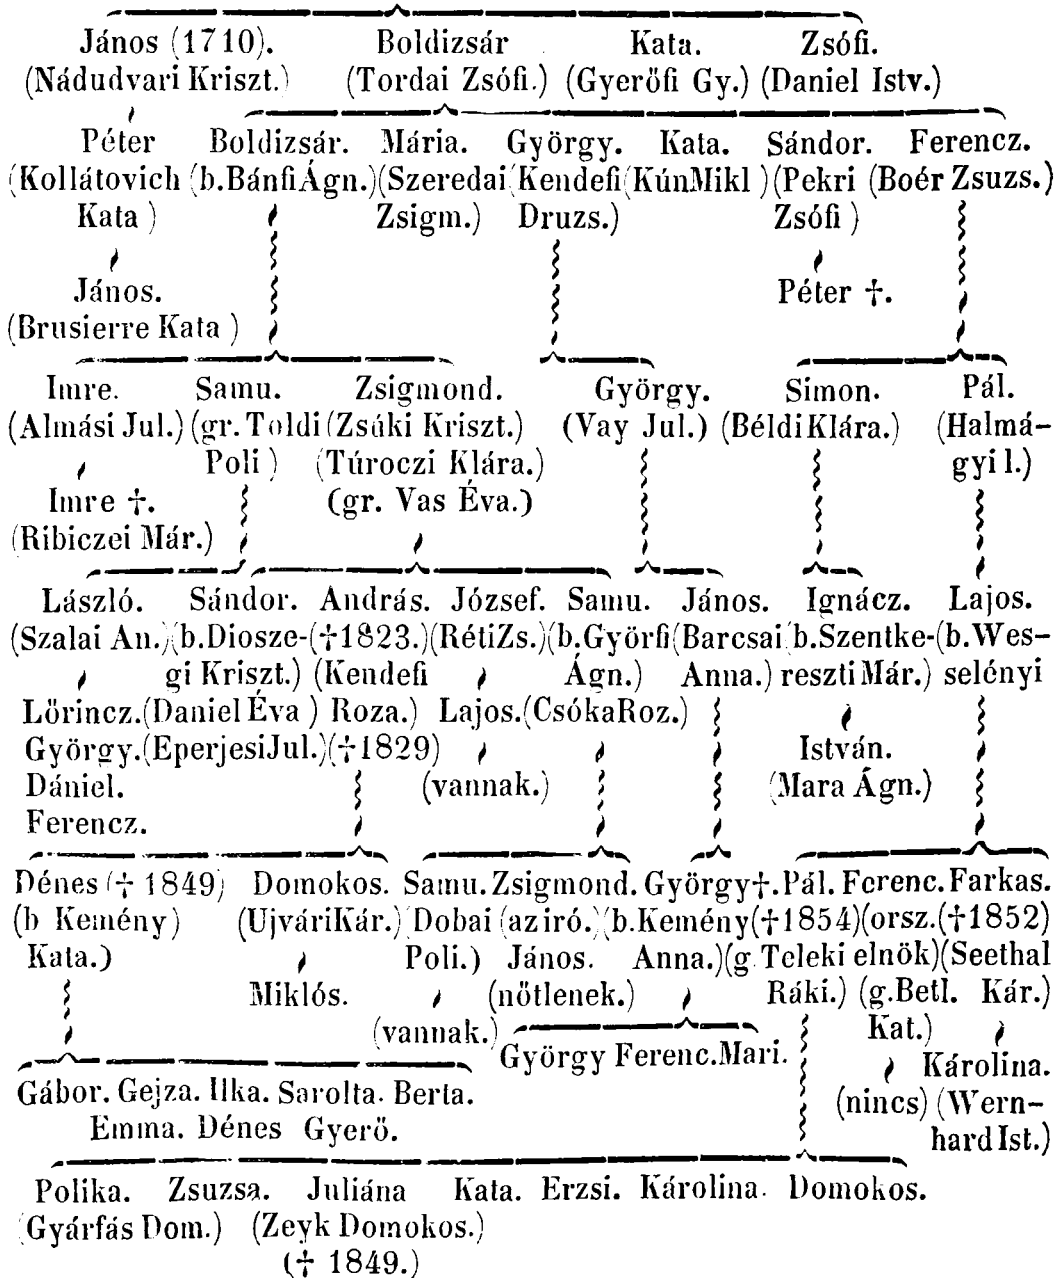 János (1710). Boldizsár Kata. Zsófi.
(Nádudvari Kriszt.) (Tordai Zsófi.) (Gyerőfi Gy.) (Daniel Istv.)
Péter Boldizsár. Mária. György. Kata. Sándor. Ferencz.
(Kollátovich (b.Bánfi Ágn.) (Szeredai (Kendefi (Kún Mikl) (Pekri (Boér Zsuzs.)
Kata) Zsigm.) Druzs.) Zsófi)
János. Péter †.
(Brusierre Kata)
Imre. Samu. Zsigmond. György. Simon. Pál.
(Almási Jul.) (gr. Toldi (Zsúki Kriszt.) (Vay Jul.) (Béldi Klára.) (Halmá-
Poli) (Túroczi Klára.) gyi I.)
Imre †. (gr. Vas Éva.)
(Ribiczei Már.)
László. Sándor. András. József. Samu. János. Ignácz. Lajos.
(Szalai An.) (b.Diosze- (†1823.) (Réti Zs.) (b.Györfi (Barcsai b.Szentke- (b.Wes-
gi Kriszt.) (Kendefi Ágn.) Anna.) reszti Már.) selényi
Lőrincz. (Daniel Éva) Roza.) Lajos. (Csóka Roz.)
György. (Eperjesi Jul.) (†1829) István.
Dániel. (vannak.) (Mara Ágn.)
Ferencz.
Dénes († 1849) Domokos. Samu. Zsigmond. György†. Pál. Ferenc. Farkas.
(b Kemény) (Ujvári Kár.) Dobai (az iró.) (b.Kemény (†1854) (orsz. (†1852)
Kata.) Poli.) János. Anna.) (g. Teleki elnök) (Seethal
Miklós. (nőtlenek.) Ráki.) (g.Betl. Kár.)
(vannak.) Kat.)
György Ferenc. Mari. Károlina.
Gábor. Gejza. Ilka. Sarolta. Berta. (nincs) (Wern-
Emma. Dénes Gyerő. hard Ist.)
Polika. Zsuzsa. Juliána Kata. Erzsi. Károlina. Domokos.
(Gyárfás Dom.) (Zeyk Domokos.)
(† 1849.)